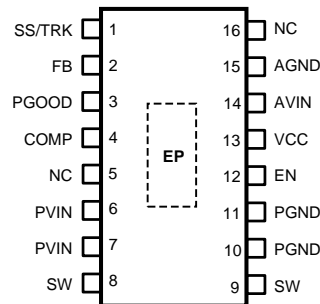 SS/TRK 1 16 NC
FB 2 15 AGND
PGOOD 3 14 AVIN
COMP 4 13 VCC
EP
NC 5 12 EN
PVIN 6 11 PGND
PVIN 7 10 PGND
SW 8 9 SW